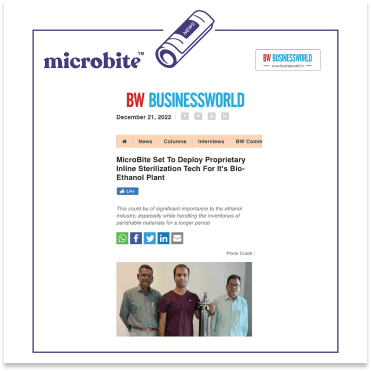 microbite™
NEWS
BW BUSINESSWORLD
www.businessworld.in
BW BUSINESSWORLD
December 21, 2022
News Columns Interviews BW Comm
MicroBite Set To Deploy Proprietary
Inline Sterilization Tech For It's Bio-
Ethanol Plant
Like
This could be of significant importance to the ethanol
industry, especially while handling the inventories of
perishable materials for a longer period
Photo Credit :